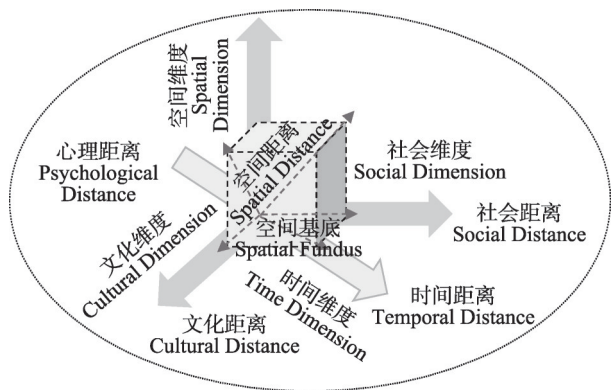 空间维度
Spatial
Dimension
心理距离
Psychological
Distance
空间距离
Spatial Distance
社会维度
Social Dimension
社会距离
Social Distance
文化维度
Cultural Dimension
空间基底
Spatial Fundus
时间维度
Time Dimension
时间距离
Temporal Distance
文化距离
Cultural Distance